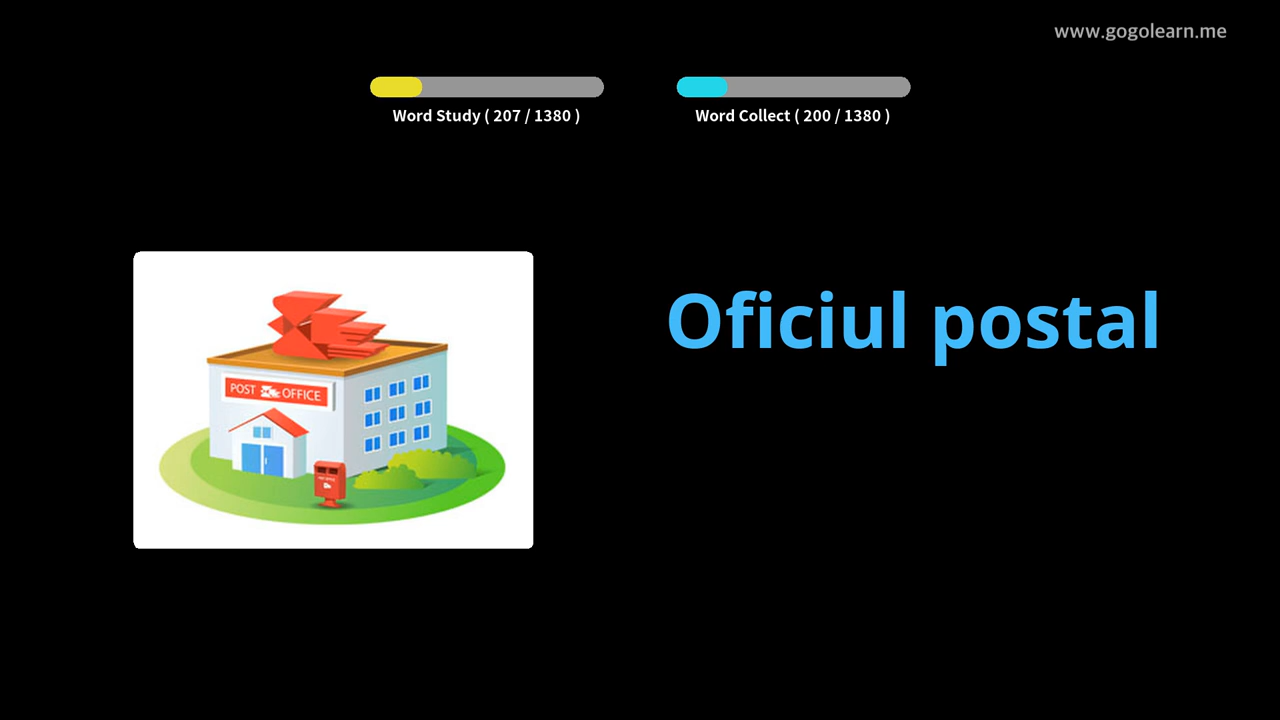 www.gogolearn.me
Word Study ( 207 / 1380 )
Word Collect ( 200 / 1380 )
Oficiul postal
POST OFFICE